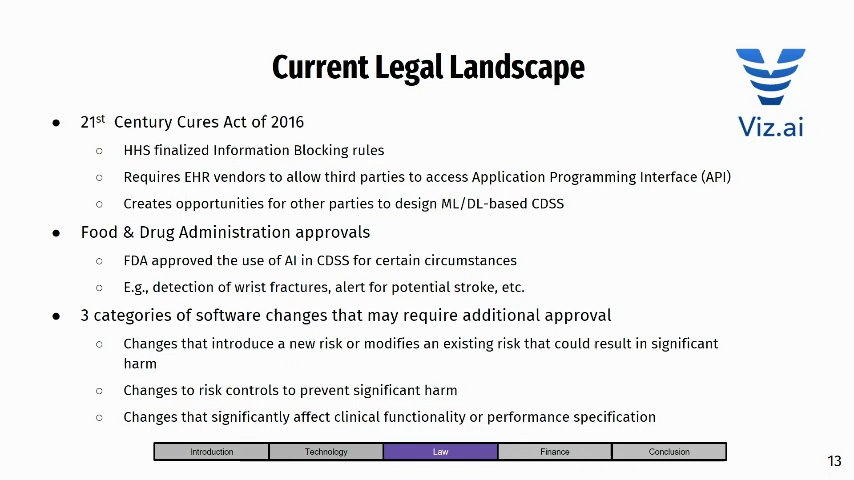 Current Legal Landscape
Viz.ai
● 21st Century Cures Act of 2016
○ HHS finalized Information Blocking rules
○ Requires EHR vendors to allow third parties to access Application Programming Interface (API)
○ Creates opportunities for other parties to design ML/DL-based CDSS
● Food & Drug Administration approvals
○ FDA approved the use of AI in CDSS for certain circumstances
○ E.g., detection of wrist fractures, alert for potential stroke, etc.
● 3 categories of software changes that may require additional approval
○ Changes that introduce a new risk or modifies an existing risk that could result in significant
harm
○ Changes to risk controls to prevent significant harm
○ Changes that significantly affect clinical functionality or performance specification
Introduction Technology Law Finance Conclusion
13